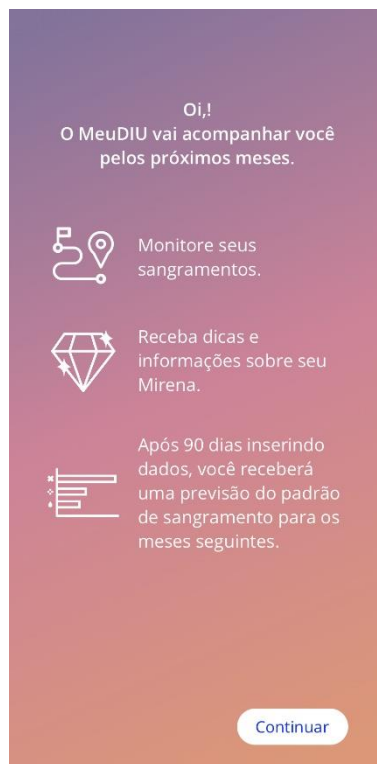 Oi,!
O MeuDIU vai acompanhar você
pelos próximos meses.
Monitore seus
sangramentos.
Receba dicas e
informações sobre seu
Mirena.
Após 90 dias inserindo
dados, você receberá
uma previsão do padrão
de sangramento para os
meses seguintes.
Continuar